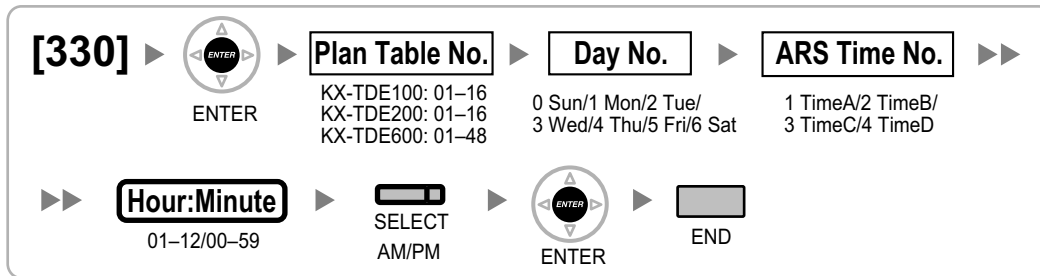 [330] ENTER Plan Table No. Day No. ARS Time No.
ENTER
KX-TDE100: 01–16
KX-TDE200: 01–16
KX-TDE600: 01–48
0 Sun/1 Mon/2 Tue/
3 Wed/4 Thu/5 Fri/6 Sat
1 TimeA/2 TimeB/
3 TimeC/4 TimeD
Hour:Minute
01–12/00–59
SELECT
AM/PM
ENTER
ENTER
END